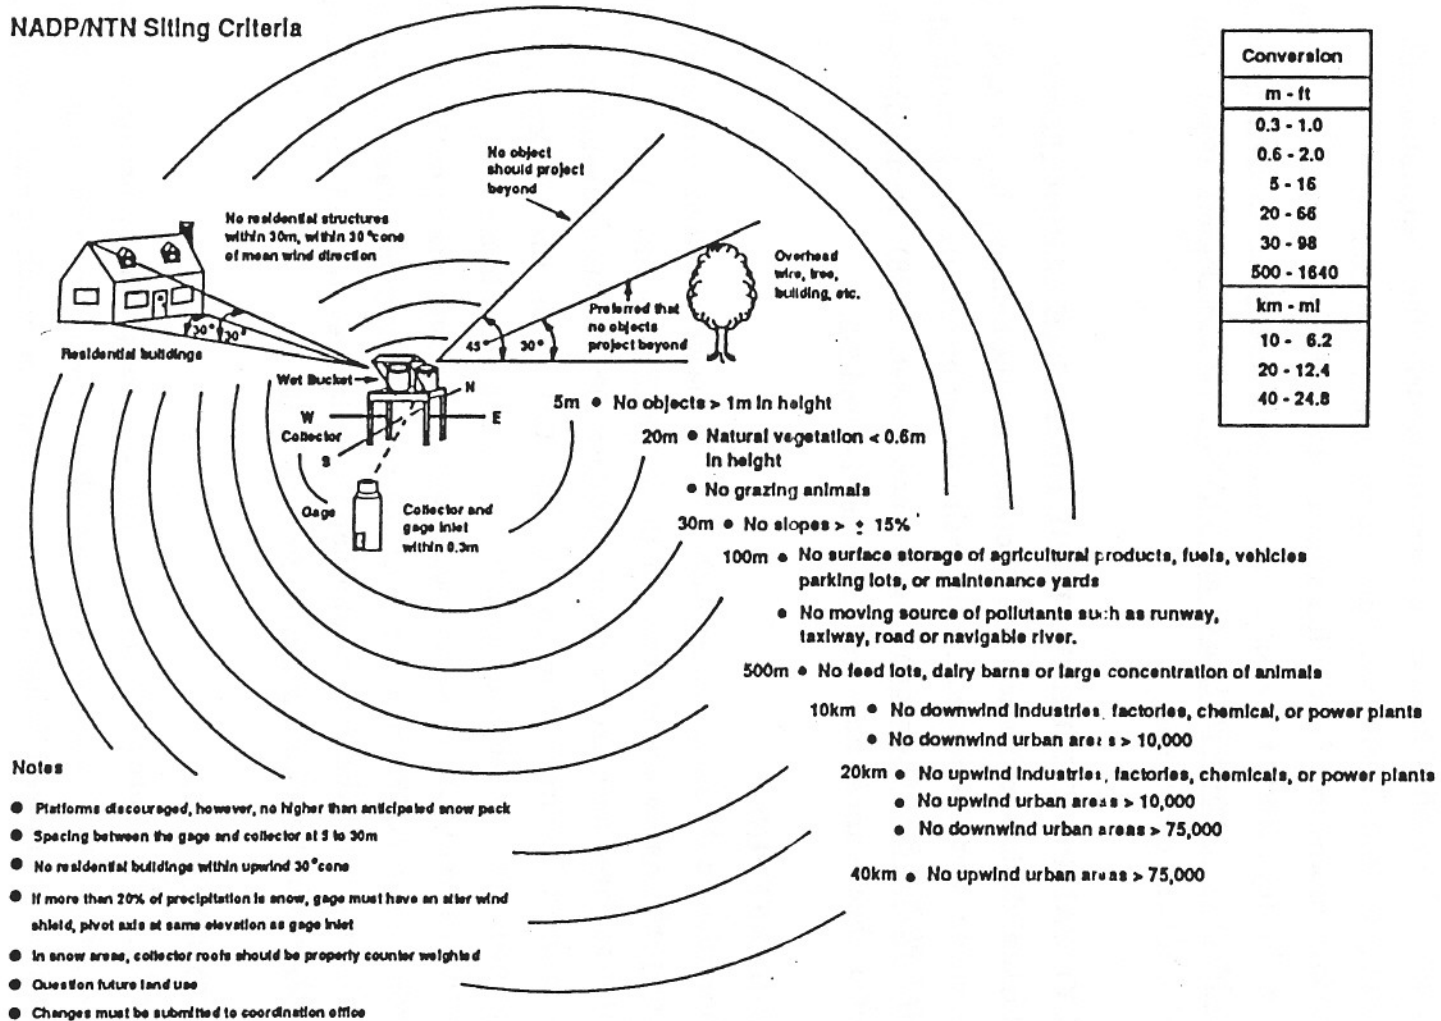 NADP/NTN Siting Criteria
Conversion
m - ft
0.3 - 1.0
0.6 - 2.0
5 - 16
20 - 66
30 - 98
500 - 1640
km - mi
10 - 6.2
20 - 12.4
40 - 24.8
No object
should project
beyond
No residential structures
within 30m, within 30° cone
of mean wind direction
Overhead
wire, tree,
building, etc.
Preferred that
no objects
project beyond
45°
30°
30°
30°
Residential buildings
Wet Bucket
N
W
E
Collector
S
Gage
Collector and
gage inlet
within 0.3m
5m • No objects > 1m in height
20m • Natural vegetation < 0.6m
in height
• No grazing animals
30m • No slopes > ± 15%
100m • No surface storage of agricultural products, fuels, vehicles
parking lots, or maintenance yards
• No moving source of pollutants such as runway,
taxiway, road or navigable river.
500m • No feed lots, dairy barns or large concentration of animals
10km • No downwind industries, factories, chemical, or power plants
• No downwind urban areas > 10,000
20km • No upwind industries, factories, chemicals, or power plants
• No upwind urban areas > 10,000
• No downwind urban areas > 75,000
40km • No upwind urban areas > 75,000
Notes
• Platforms discouraged, however, no higher than anticipated snow pack
• Spacing between the gage and collector at 5 to 30m
• No residential buildings within upwind 30° cone
• If more than 20% of precipitation is snow, gage must have an alter wind
shield, pivot axis at same elevation as gage inlet
• In snow areas, collector roofs should be properly counter weighted
• Question future land use
• Changes must be submitted to coordination office